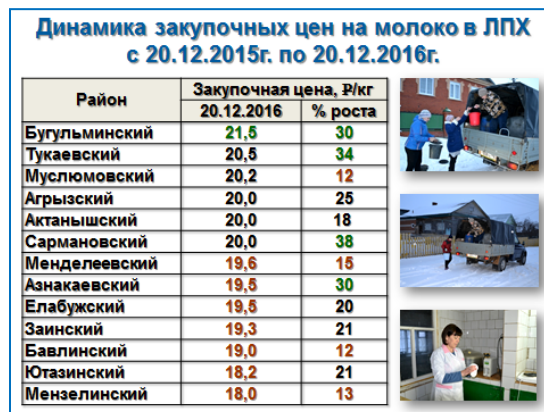 Динамика закупочных цен на молоко в ЛПХ
с 20.12.2015г. по 20.12.2016г.
Район Закупочная цена, ₽/кг
20.12.2016 % роста
Бугульминский 21,5 30
Тукаевский 20,5 34
Муслюмовский 20,2 12
Агрызский 20,0 25
Актанышский 20,0 18
Сармановский 20,0 38
Менделеевский 19,6 15
Азнакаевский 19,5 30
Елабужский 19,5 20
Заинский 19,3 21
Бавлинский 19,0 12
Ютазинский 18,2 21
Мензелинский 18,0 13